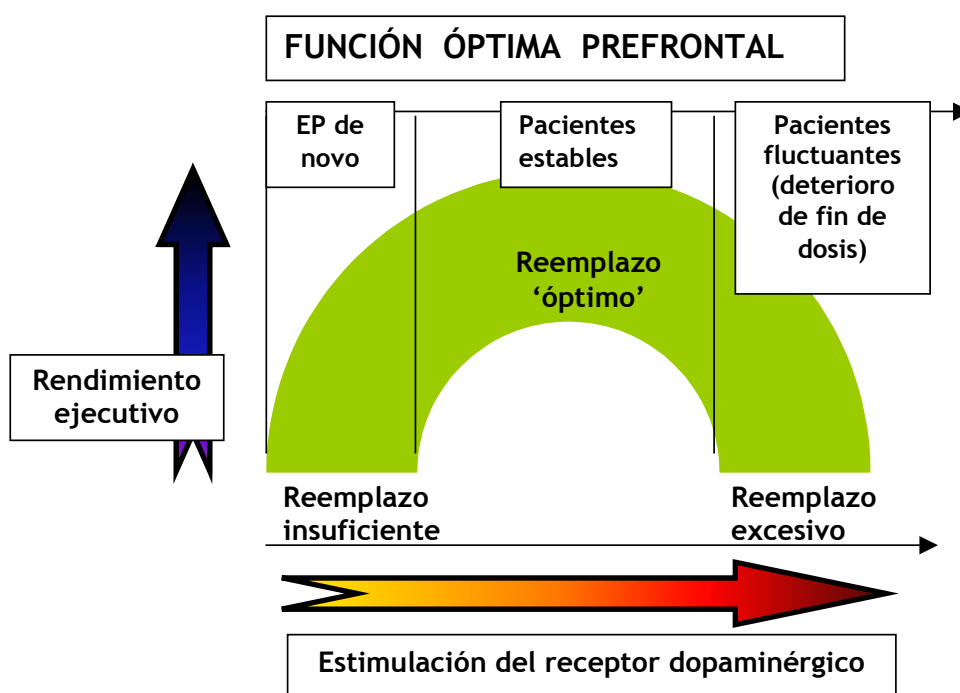 FUNCIÓN ÓPTIMA PREFRONTAL
EP de
novo
Pacientes
estables
Pacientes
fluctuantes
(deterioro
de fin de
dosis)
Reemplazo
‘óptimo’
Rendimiento
ejecutivo
Reemplazo
insuficiente
Reemplazo
excesivo
Estimulación del receptor dopaminérgico